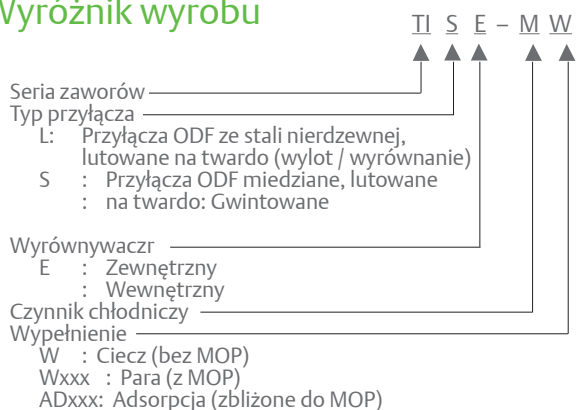 Wyróżnik wyrobu
TI S E – M W
Seria zaworów
Typ przyłącza
L: Przyłącza ODF ze stali nierdzewnej,
lutowane na twardo (wylot / wyrównanie)
S : Przyłącza ODF miedziane, lutowane
: na twardo: Gwintowane
Wyrównywaczr
E : Zewnętrzny
: Wewnętrzny
Czynnik chłodniczy
Wypełnienie
W : Ciecz (bez MOP)
Wxxx : Para (z MOP)
ADxxx: Adsorpcja (zbliżone do MOP)